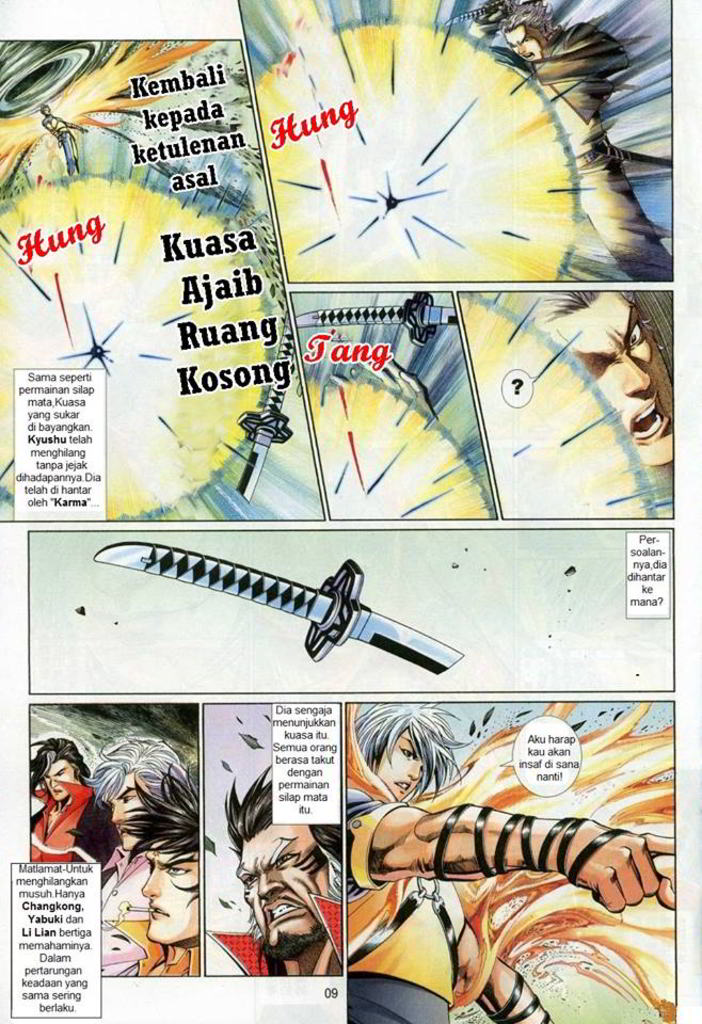 Kembali
kepada
ketulenan
asal
Hung
Kuasa
Ajaib
Ruang
Kosong
Sama seperti
permainan silap
mata,Kuasa
yang sukar
di bayangkan.
Kyushu telah
menghilang
tanpa jejak
dihadapannya.Dia
telah di hantar
oleh "Karma"...
Hung
Tang
?
Per-
soalan-
nya,dia
dihantar
ke
mana?
Matlamat-Untuk
menghilangkan
musuh.Hanya
Changkong,
Yabuki dan
Li Lian bertiga
memahaminya.
Dalam
pertarungan
keadaan yang
sama sering
berlaku.
Dia sengaja
menunjukkan
kuasa itu.
Semua orang
berasa takut
dengan
permainan
silap mata
itu.
Aku harap
kau akan
insaf di sana
nanti!
09